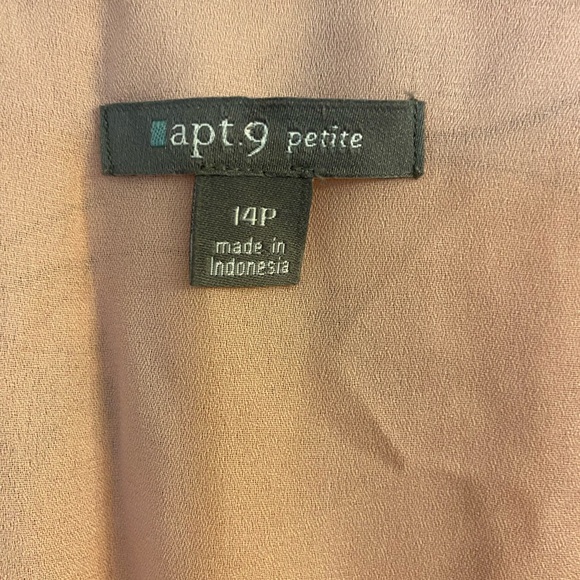 apt.9 petite
14P
made in
Indonesia